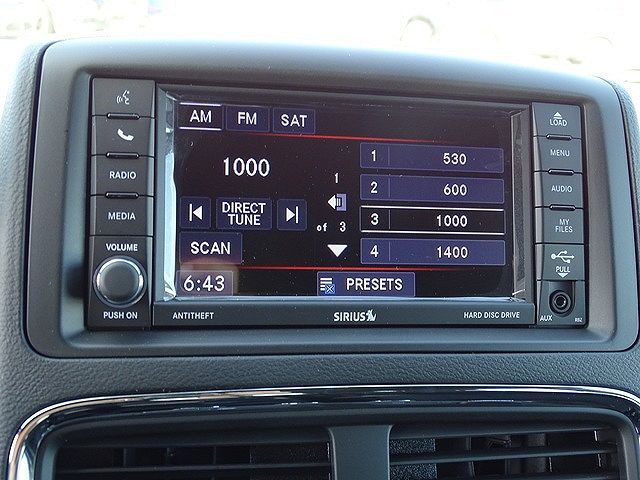 AM FM SAT
1000
DIRECT
TUNE
SCAN
6:43
1
of 3
1 530
2 600
3 1000
4 1400
PRESETS
RADIO
MEDIA
VOLUME
PUSH ON
LOAD
MENU
AUDIO
MY
FILES
PULL
AUX RBZ
ANTITHEFT SIRIUS HARD DISC DRIVE